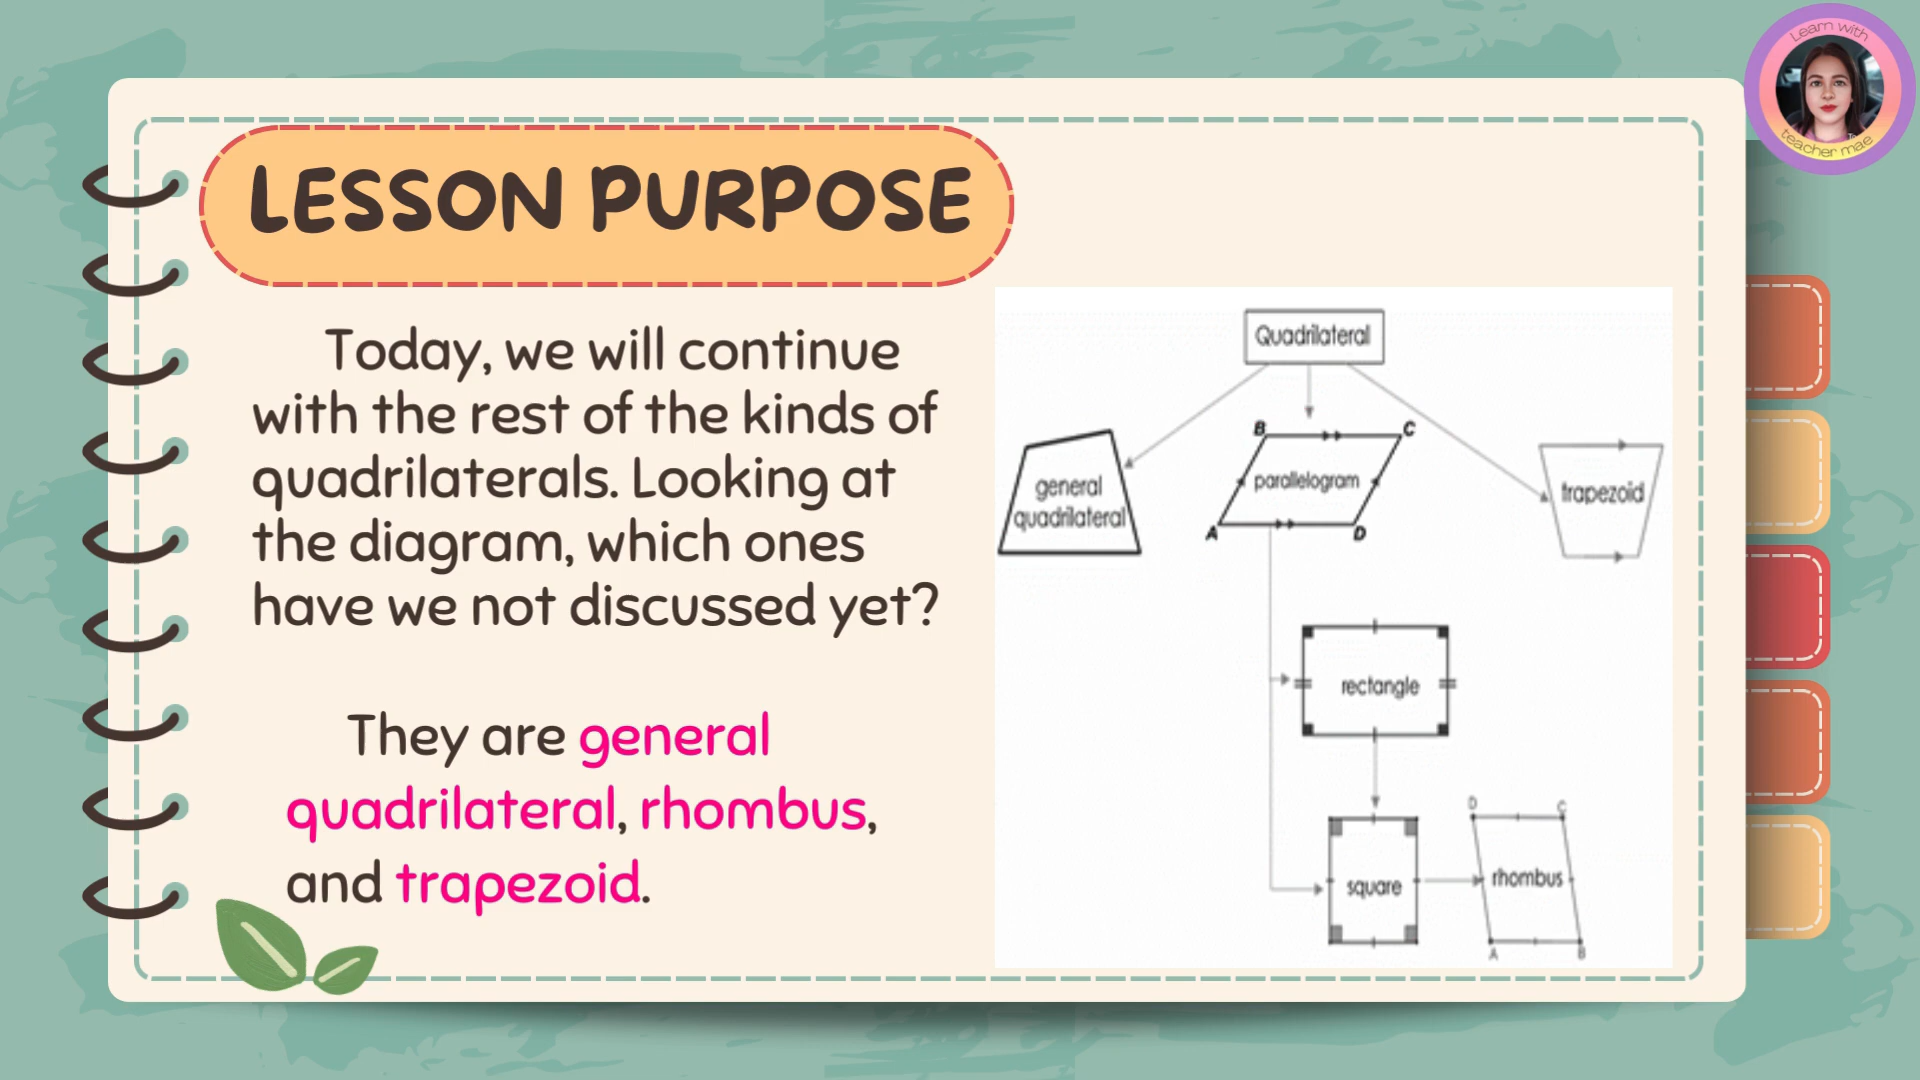 Learn with
teacher mae
LESSON PURPOSE
Today, we will continue
with the rest of the kinds of
quadrilaterals. Looking at
the diagram, which ones
have we not discussed yet?
They are general
quadrilateral, rhombus,
and trapezoid.
Quadrilateral
general
quadrilateral
B
C
parallelogram
A
D
trapezoid
rectangle
square
D
C
rhombus
A
B